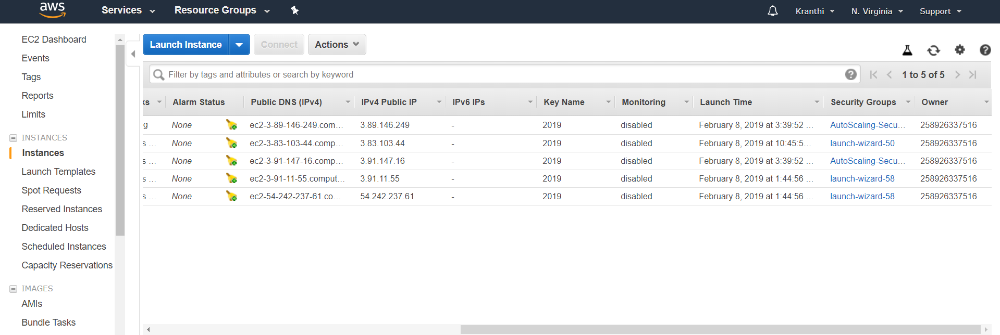 aws Services Resource Groups Kranthi N. Virginia Support
EC2 Dashboard
Events
Tags
Reports
Limits
INSTANCES
Instances
Launch Templates
Spot Requests
Reserved Instances
Dedicated Hosts
Scheduled Instances
Capacity Reservations
IMAGES
AMIs
Bundle Tasks
Launch Instance Connect Actions
Filter by tags and attributes or search by keyword 1 to 5 of 5
ks Alarm Status Public DNS (IPv4) IPv4 Public IP IPv6 IPs Key Name Monitoring Launch Time Security Groups Owner
g None ec2-3-89-146-249.com... 3.89.146.249 - 2019 disabled February 8, 2019 at 3:39:52 ... AutoScaling-Secu... 258926337516
s ... None ec2-3-83-103-44.comp... 3.83.103.44 - 2019 disabled February 8, 2019 at 10:45:5... launch-wizard-50 258926337516
s ... None ec2-3-91-147-16.comp... 3.91.147.16 - 2019 disabled February 8, 2019 at 3:39:52 ... AutoScaling-Secu... 258926337516
s ... None ec2-3-91-11-55.comput... 3.91.11.55 - 2019 disabled February 8, 2019 at 1:44:56 ... launch-wizard-58 258926337516
s ... None ec2-54-242-237-61.co... 54.242.237.61 - 2019 disabled February 8, 2019 at 1:44:56 ... launch-wizard-58 258926337516